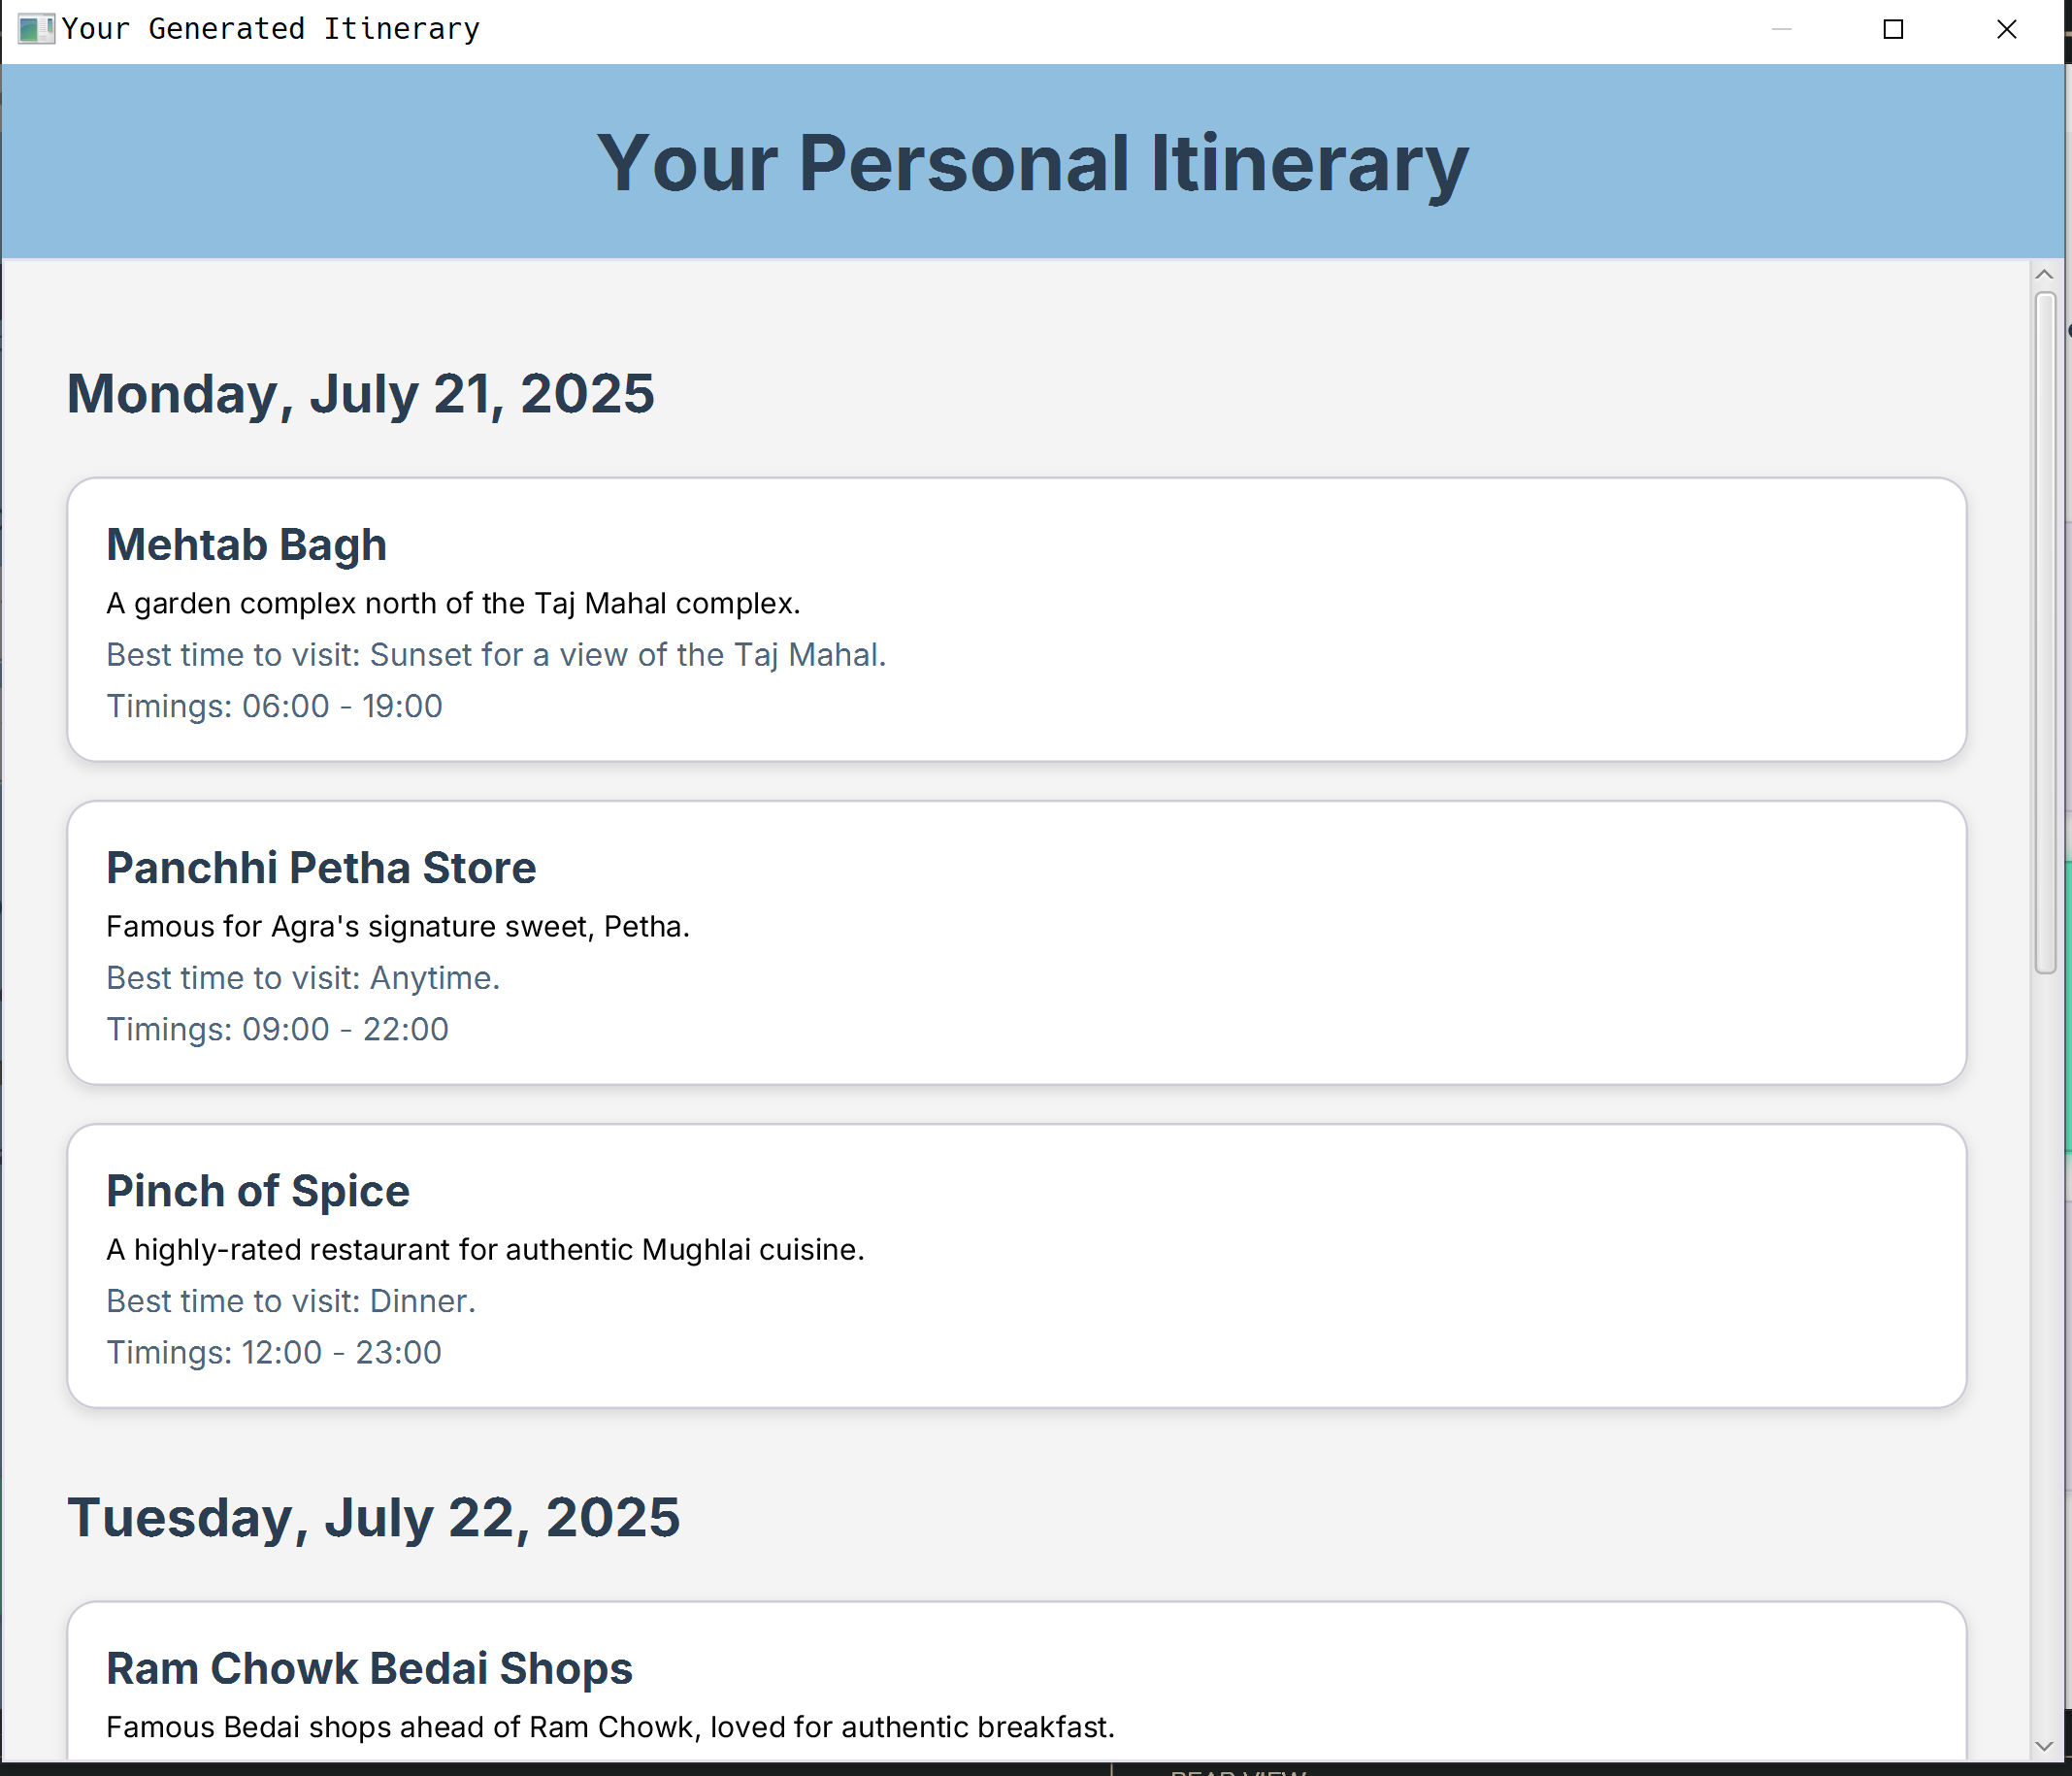 Your Generated Itinerary
Your Personal Itinerary
Monday, July 21, 2025
Mehtab Bagh
A garden complex north of the Taj Mahal complex.
Best time to visit: Sunset for a view of the Taj Mahal.
Timings: 06:00 - 19:00
Panchhi Petha Store
Famous for Agra's signature sweet, Petha.
Best time to visit: Anytime.
Timings: 09:00 - 22:00
Pinch of Spice
A highly-rated restaurant for authentic Mughlai cuisine.
Best time to visit: Dinner.
Timings: 12:00 - 23:00
Tuesday, July 22, 2025
Ram Chowk Bedai Shops
Famous Bedai shops ahead of Ram Chowk, loved for authentic breakfast.